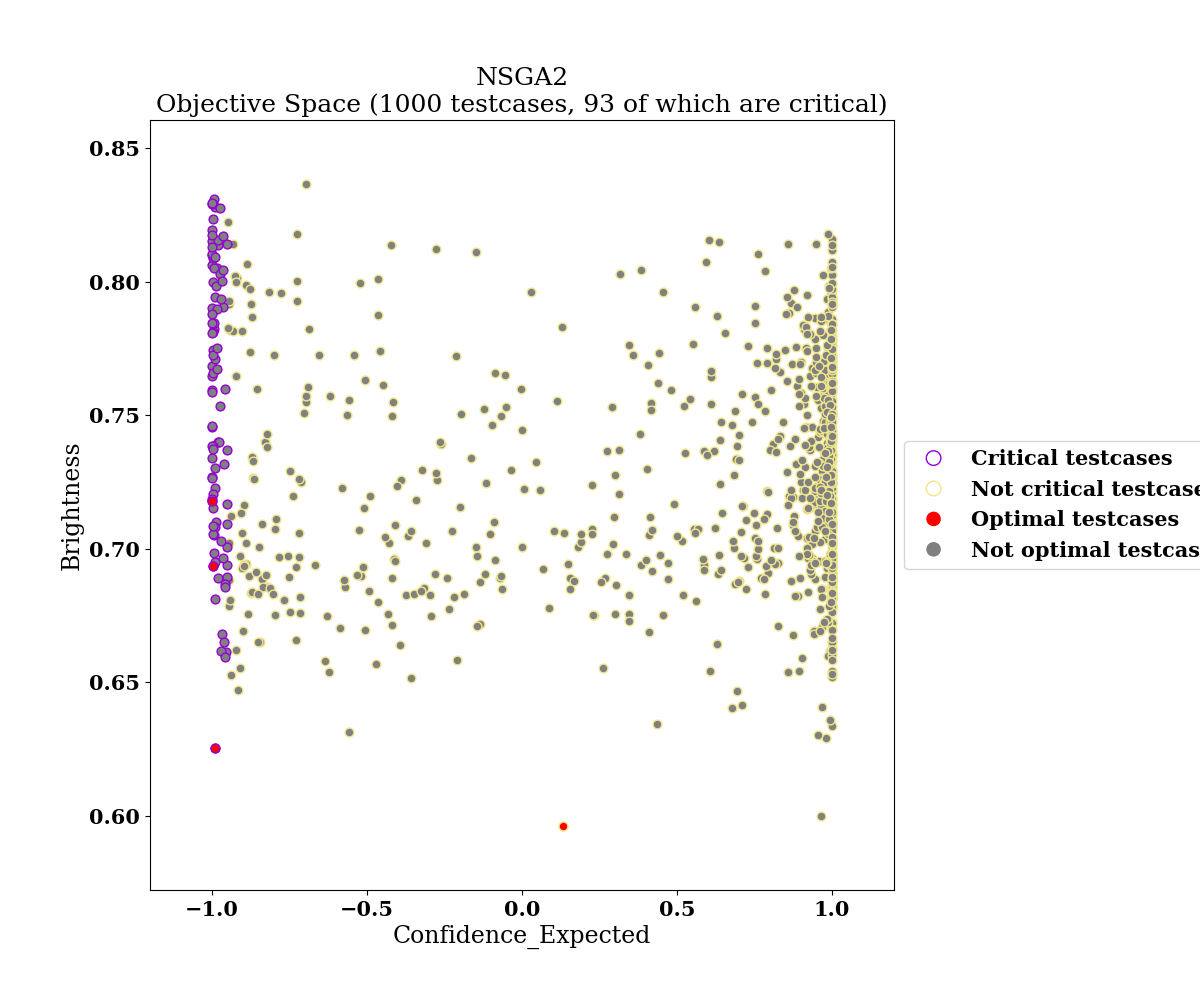 NSGA2
Objective Space (1000 testcases, 93 of which are critical)
0.85
0.80
0.75
0.70
0.65
0.60
Brightness
−1.0
−0.5
0.0
0.5
1.0
Confidence_Expected
Critical testcases
Not critical testcase
Optimal testcases
Not optimal testcas